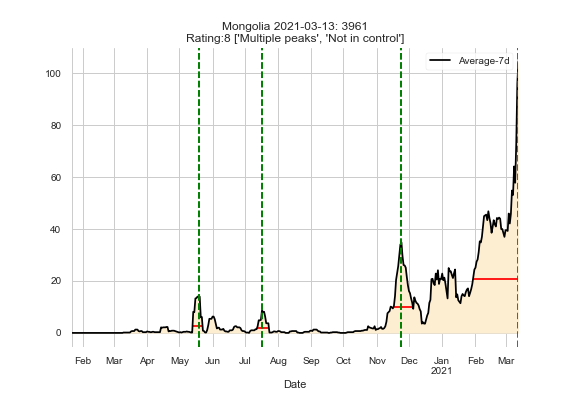 Mongolia 2021-03-13: 3961
Rating:8 ['Multiple peaks', 'Not in control']
Average-7d
100
80
60
40
20
0
Feb Mar Apr May Jun Jul Aug Sep Oct Nov Dec Jan Feb Mar
2021
Date